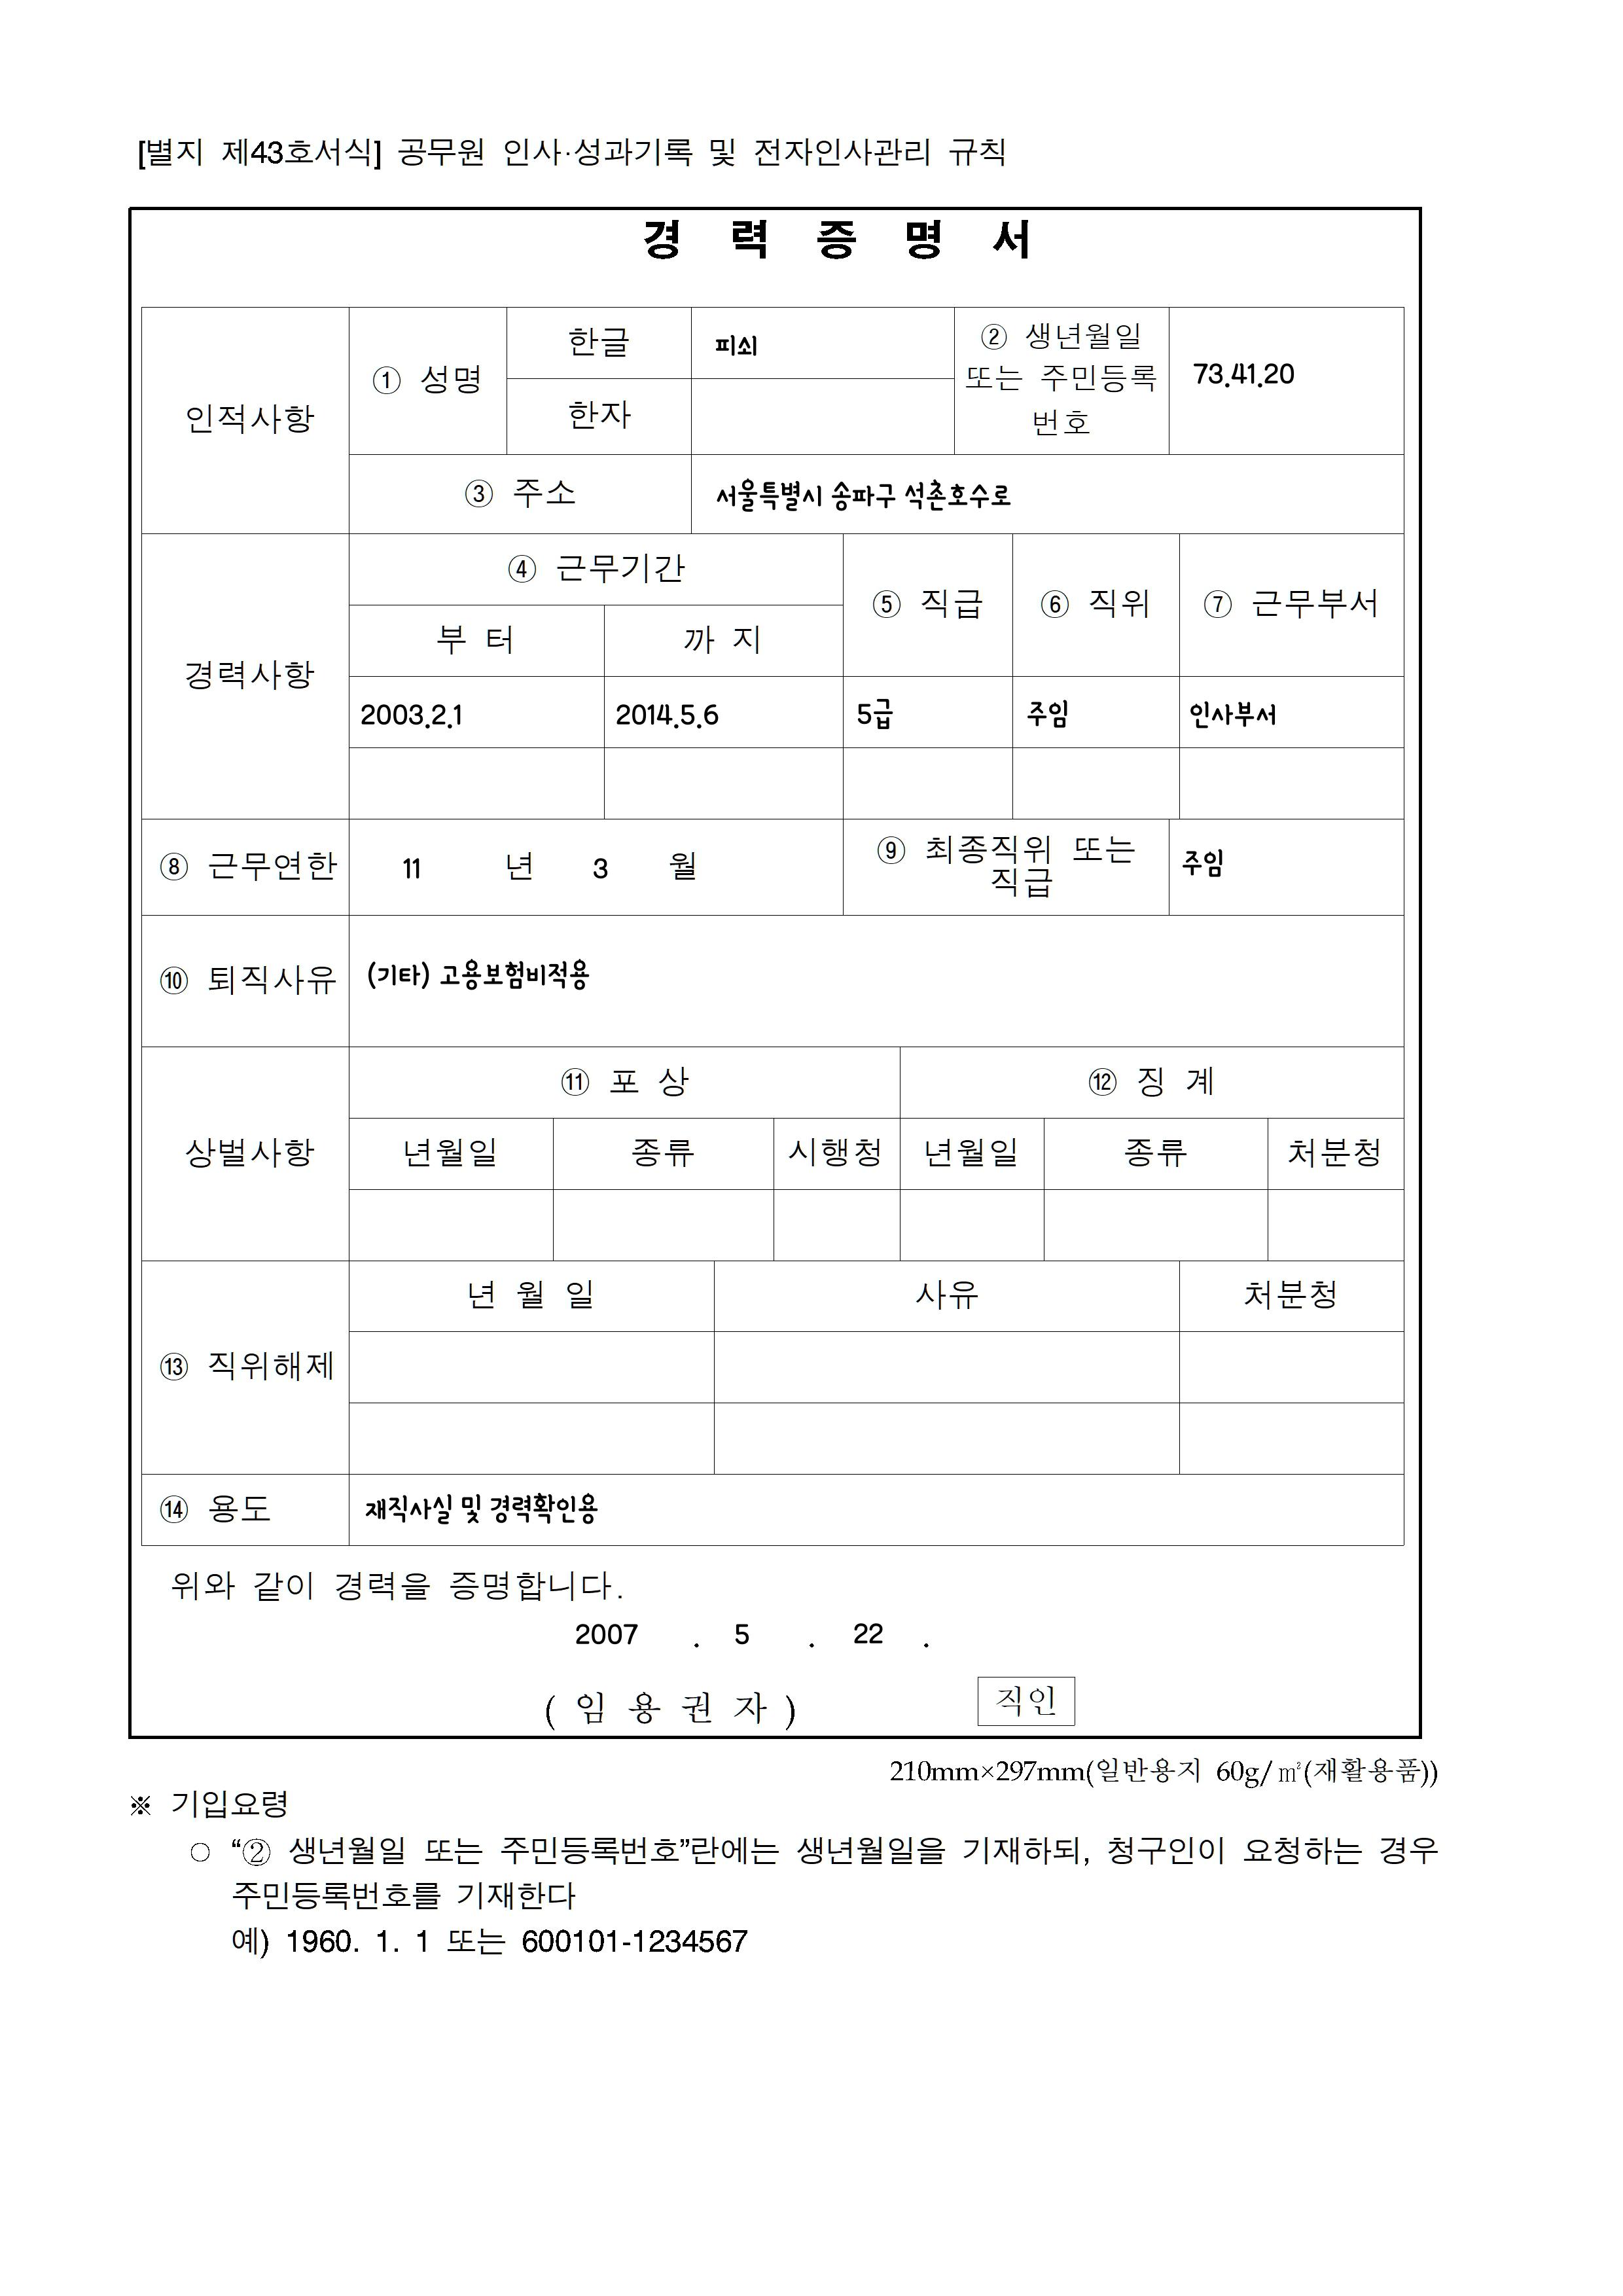 [별지 제43호서식] 공무원 인사·성과기록 및 전자인사관리 규칙
경 력 증 명 서
인적사항
① 성명
한글
피쇠
② 생년월일
또는 주민등록
번호
73.41.20
한자
③ 주소
서울특별시 송파구 석촌호수로
경력사항
④ 근무기간
⑤ 직급
⑥ 직위
⑦ 근무부서
부 터
까 지
2003.2.1
2014.5.6
5급
주임
인사부서
⑧ 근무연한
11 년 3 월
⑨ 최종직위 또는
직급
주임
⑩ 퇴직사유
(기타) 고용보험비적용
상벌사항
⑪ 포 상
⑫ 징 계
년월일
종류
시행청
년월일
종류
처분청
⑬ 직위해제
년 월 일
사유
처분청
⑭ 용도
재직사실 및 경력확인용
위와 같이 경력을 증명합니다.
2007 . 5 . 22 .
( 임 용 권 자 )
직인
210mm×297mm(일반용지 60g/㎡(재활용품))
※ 기입요령
○ “② 생년월일 또는 주민등록번호”란에는 생년월일을 기재하되, 청구인이 요청하는 경우
주민등록번호를 기재한다
예) 1960. 1. 1 또는 600101-1234567